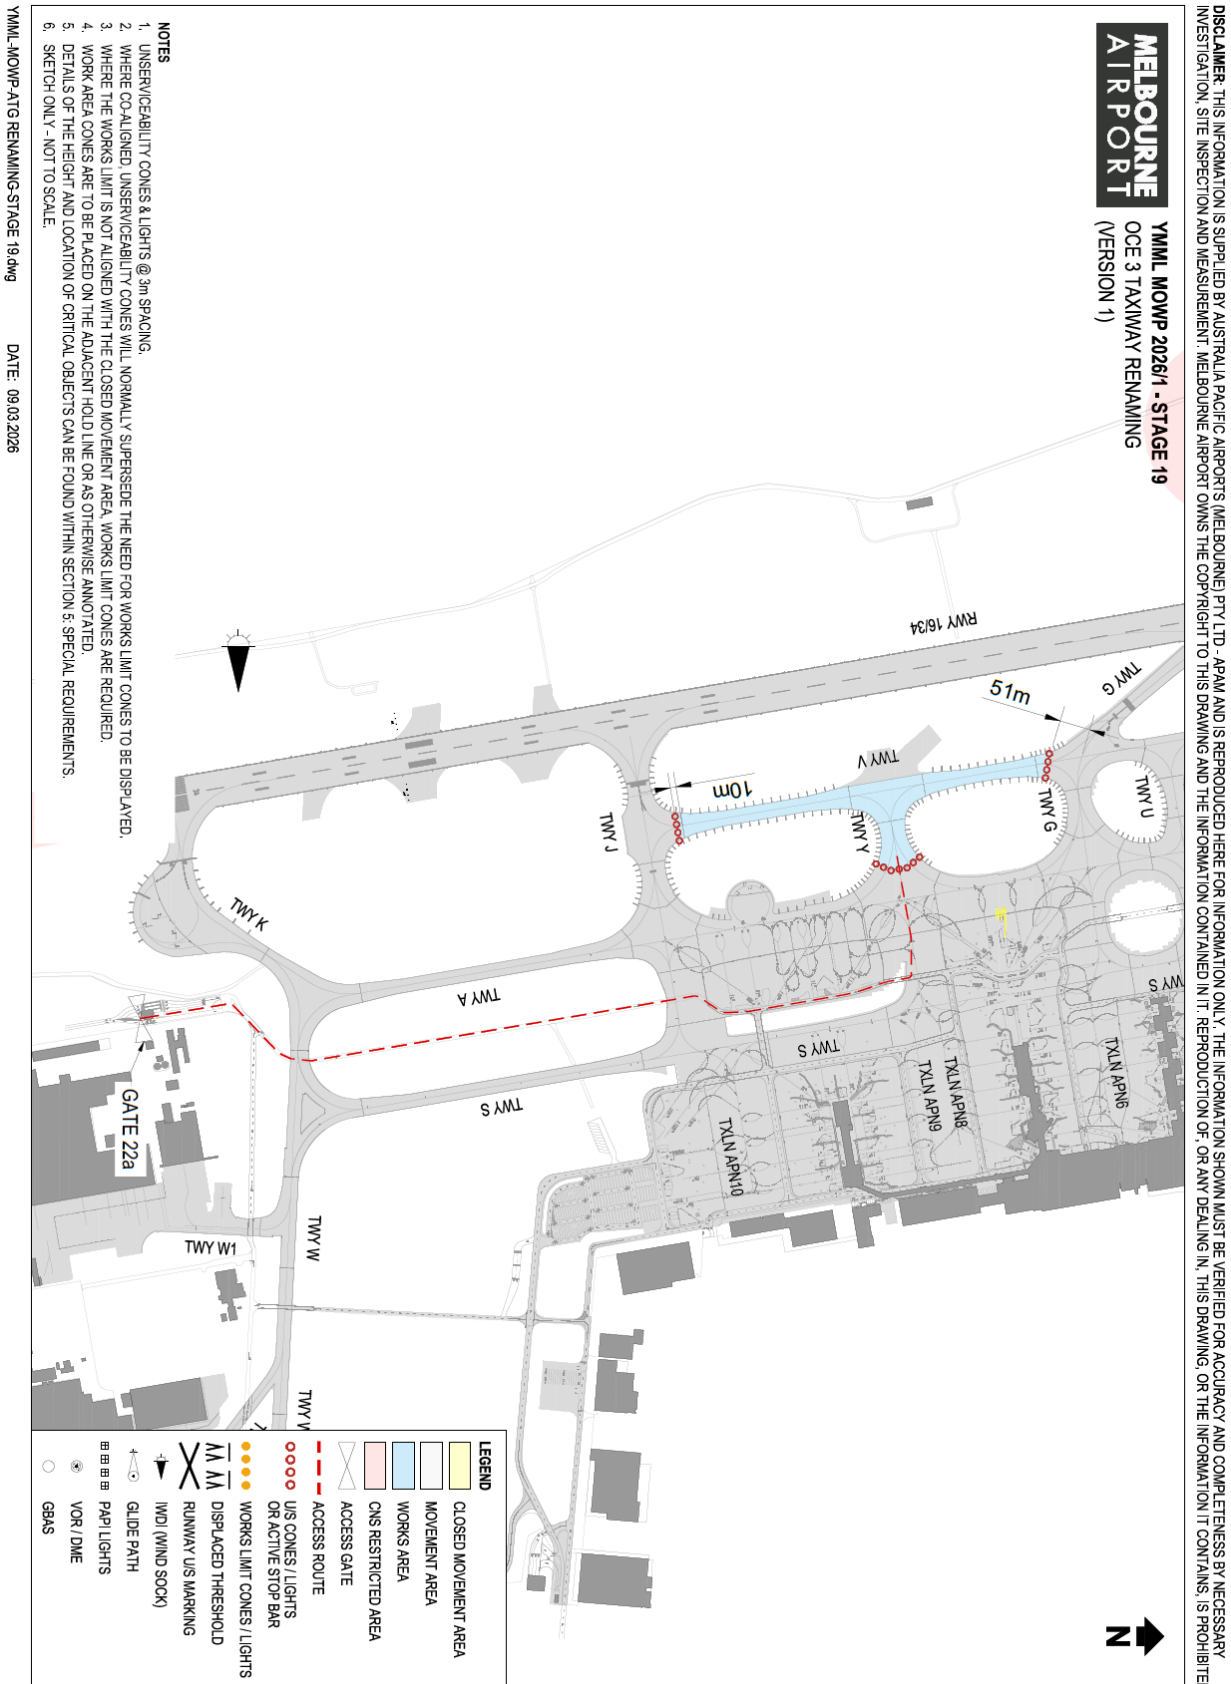 DISCLAIMER: THIS INFORMATION IS SUPPLIED BY AUSTRALIA PACIFIC AIRPORTS (MELBOURNE) PTY LTD - APAM AND IS REPRODUCED HERE FOR INFORMATION ONLY. THE INFORMATION SHOWN MUST BE VERIFIED FOR ACCURACY AND COMPLETENESS BY NECESSARY
INVESTIGATION, SITE INSPECTION AND MEASUREMENT. MELBOURNE AIRPORT OWNS THE COPYRIGHT TO THIS DRAWING AND THE INFORMATION CONTAINED IN IT. REPRODUCTION OF, OR ANY DEALING IN, THIS DRAWING, OR THE INFORMATION IT CONTAINS, IS PROHIBITE
MELBOURNE
AIRPORT
YMML MOWP 2026/1 - STAGE 19
OCE 3 TAXIWAY RENAMING
(VERSION 1)
N
RWY 16/34
51m
TWY G
TWY V
TWY G
TWY U
10m
TWY Y
TWY J
TWY K
TWY A
TWY S
TWY S
WY S
TXLN APN6
TXLN APN8
TXLN APN9
TXLN APN10
GATE 22a
TWY W
TWY W1
TWY W
NOTES
1. UNSERVICEABILITY CONES & LIGHTS @ 3m SPACING.
2. WHERE CO-ALIGNED, UNSERVICEABILITY CONES WILL NORMALLY SUPERSEDE THE NEED FOR WORKS LIMIT CONES TO BE DISPLAYED.
3. WHERE THE WORKS LIMIT IS NOT ALIGNED WITH THE CLOSED MOVEMENT AREA, WORKS LIMIT CONES ARE REQUIRED.
4. WORK AREA CONES ARE TO BE PLACED ON THE ADJACENT HOLD LINE OR AS OTHERWISE ANNOTATED.
5. DETAILS OF THE HEIGHT AND LOCATION OF CRITICAL OBJECTS CAN BE FOUND WITHIN SECTION 5: SPECIAL REQUIREMENTS.
6. SKETCH ONLY - NOT TO SCALE.
LEGEND
CLOSED MOVEMENT AREA
MOVEMENT AREA
WORKS AREA
CNS RESTRICTED AREA
ACCESS GATE
ACCESS ROUTE
U/S CONES / LIGHTS
OR ACTIVE STOP BAR
WORKS LIMIT CONES / LIGHTS
DISPLACED THRESHOLD
RUNWAY U/S MARKING
IWDI (WIND SOCK)
GLIDE PATH
PAPI LIGHTS
VOR / DME
GBAS
YMML-MOWP-ATG RENAMING-STAGE 19.dwg
DATE: 09.03.2026